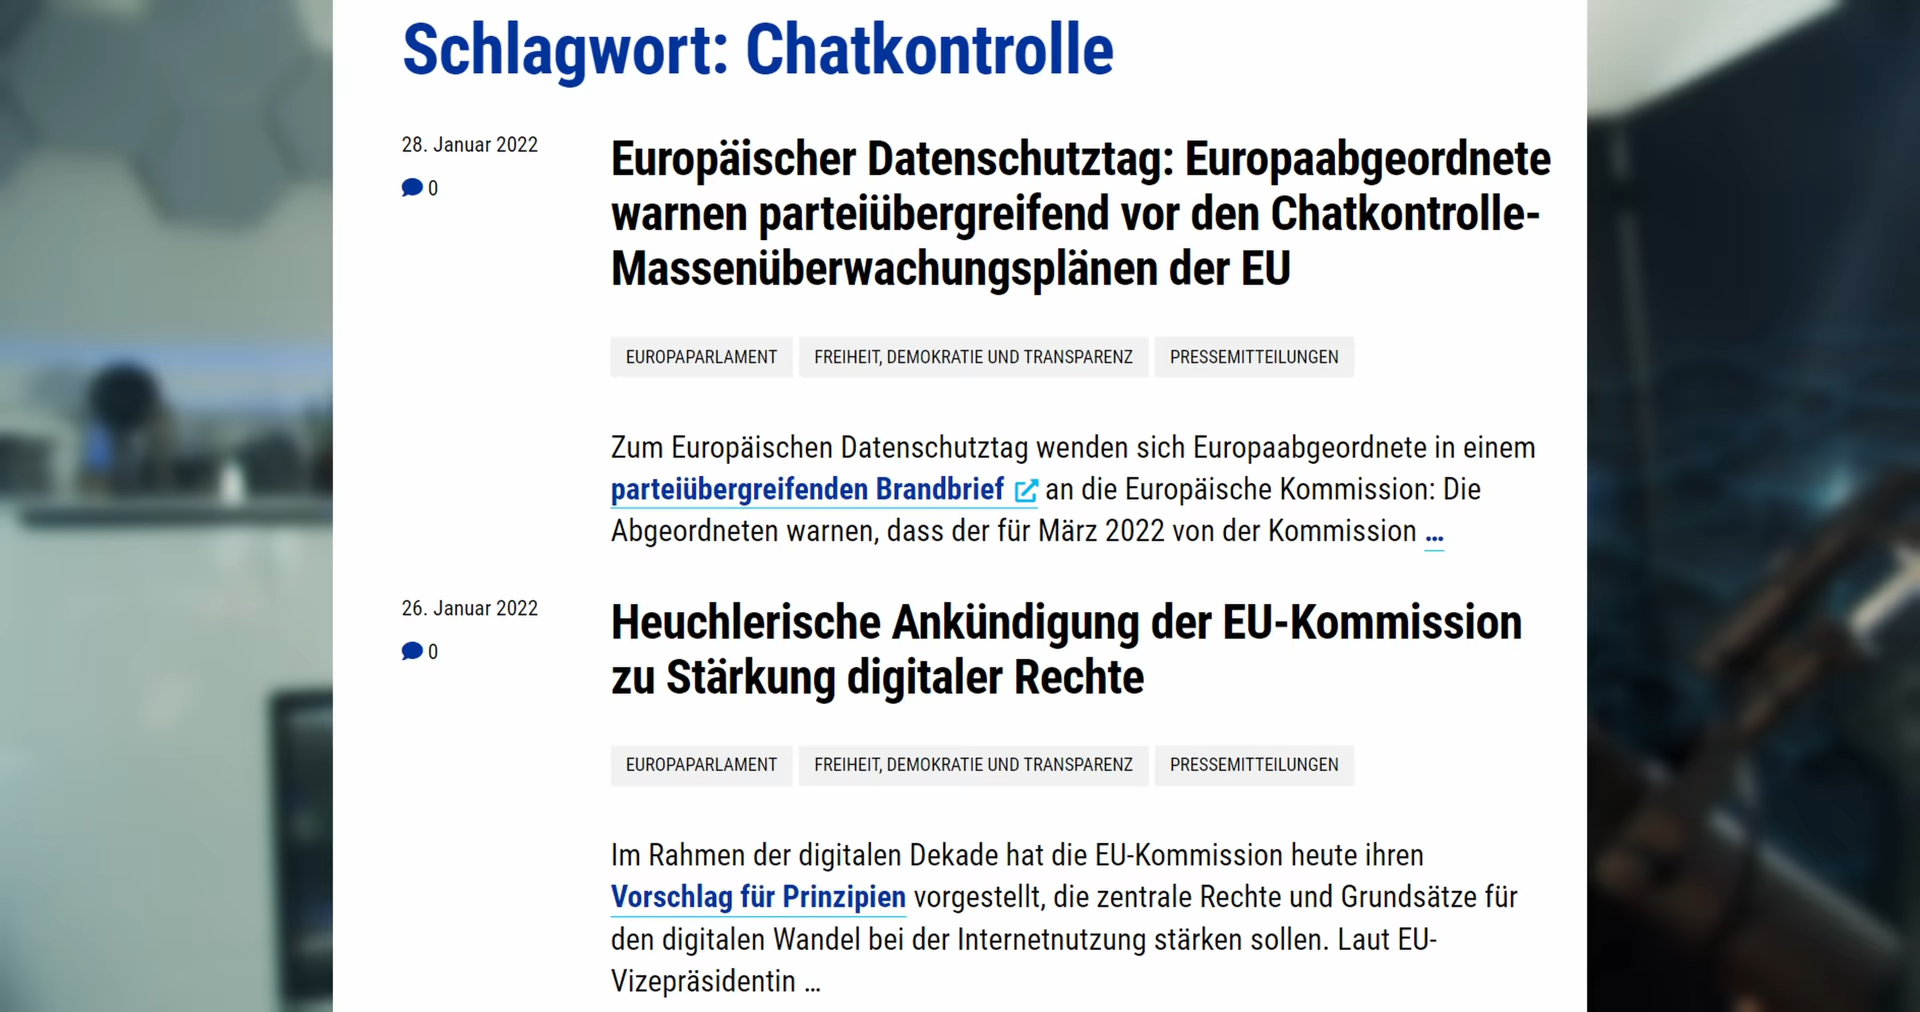 Schlagwort: Chatkontrolle
28. Januar 2022
0
Europäischer Datenschutztag: Europaabgeordnete
warnen parteiübergreifend vor den Chatkontrolle-
Massenüberwachungsplänen der EU
EUROPAPARLAMENT FREIHEIT, DEMOKRATIE UND TRANSPARENZ PRESSEMITTEILUNGEN
Zum Europäischen Datenschutztag wenden sich Europaabgeordnete in einem
parteiübergreifenden Brandbrief an die Europäische Kommission: Die
Abgeordneten warnen, dass der für März 2022 von der Kommission ...
26. Januar 2022
0
Heuchlerische Ankündigung der EU-Kommission
zu Stärkung digitaler Rechte
EUROPAPARLAMENT FREIHEIT, DEMOKRATIE UND TRANSPARENZ PRESSEMITTEILUNGEN
Im Rahmen der digitalen Dekade hat die EU-Kommission heute ihren
Vorschlag für Prinzipien vorgestellt, die zentrale Rechte und Grundsätze für
den digitalen Wandel bei der Internetnutzung stärken sollen. Laut EU-
Vizepräsidentin ...